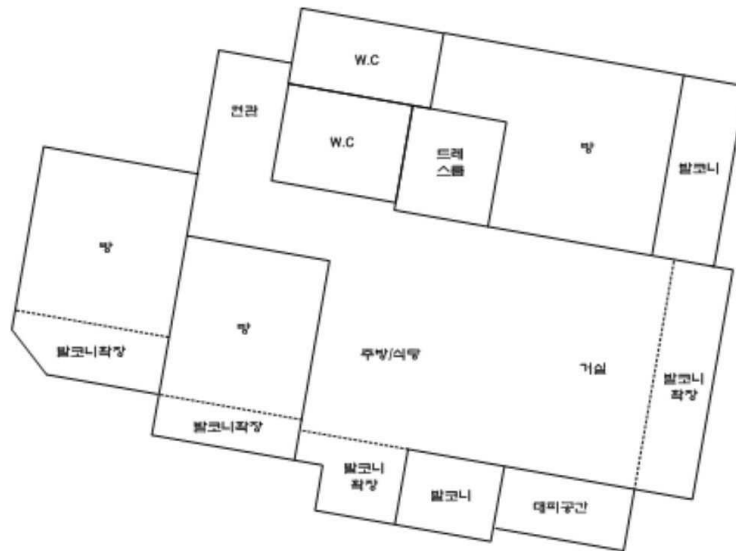 W.C
현관
W.C
드레
스룸
방
발코니
방
발코니확장
방
발코니확장
주방/식당
거실
발코니
확장
발코니
확장
발코니
대피공간